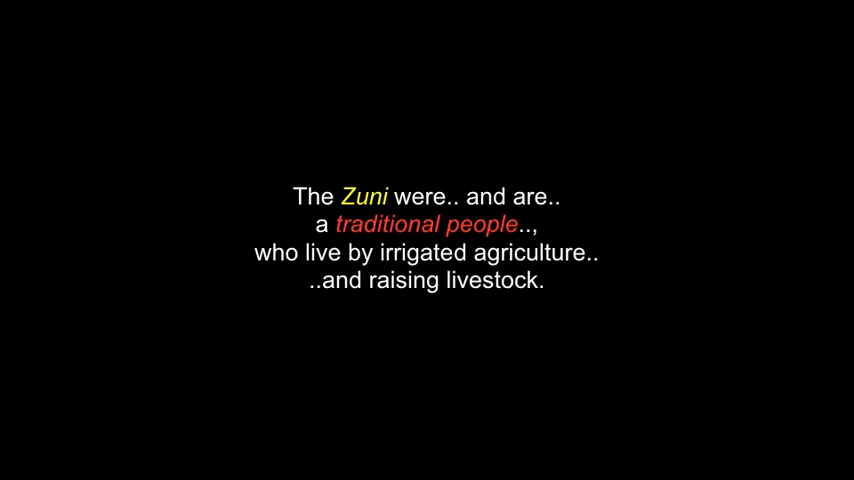 The Zuni were.. and are..
a traditional people..,
who live by irrigated agriculture..
..and raising livestock.